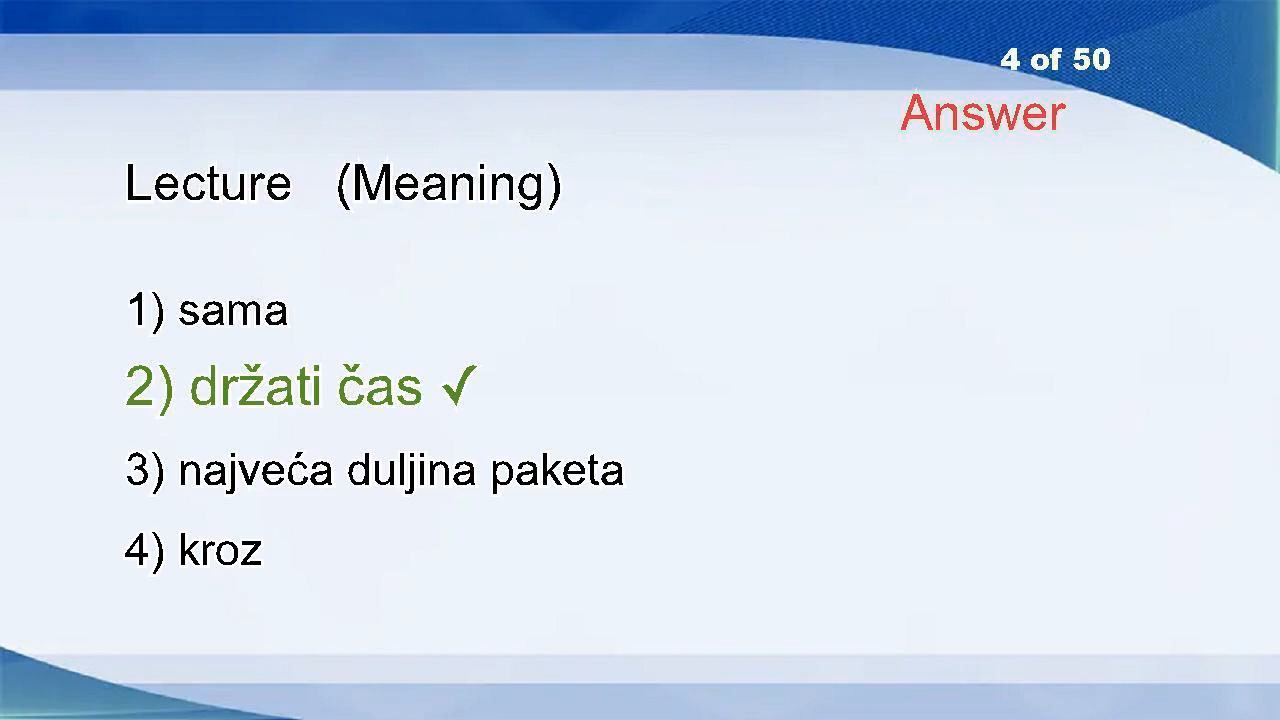 4 of 50
Answer
Lecture (Meaning)
1) sama
2) držati čas ✓
3) najveća duljina paketa
4) kroz